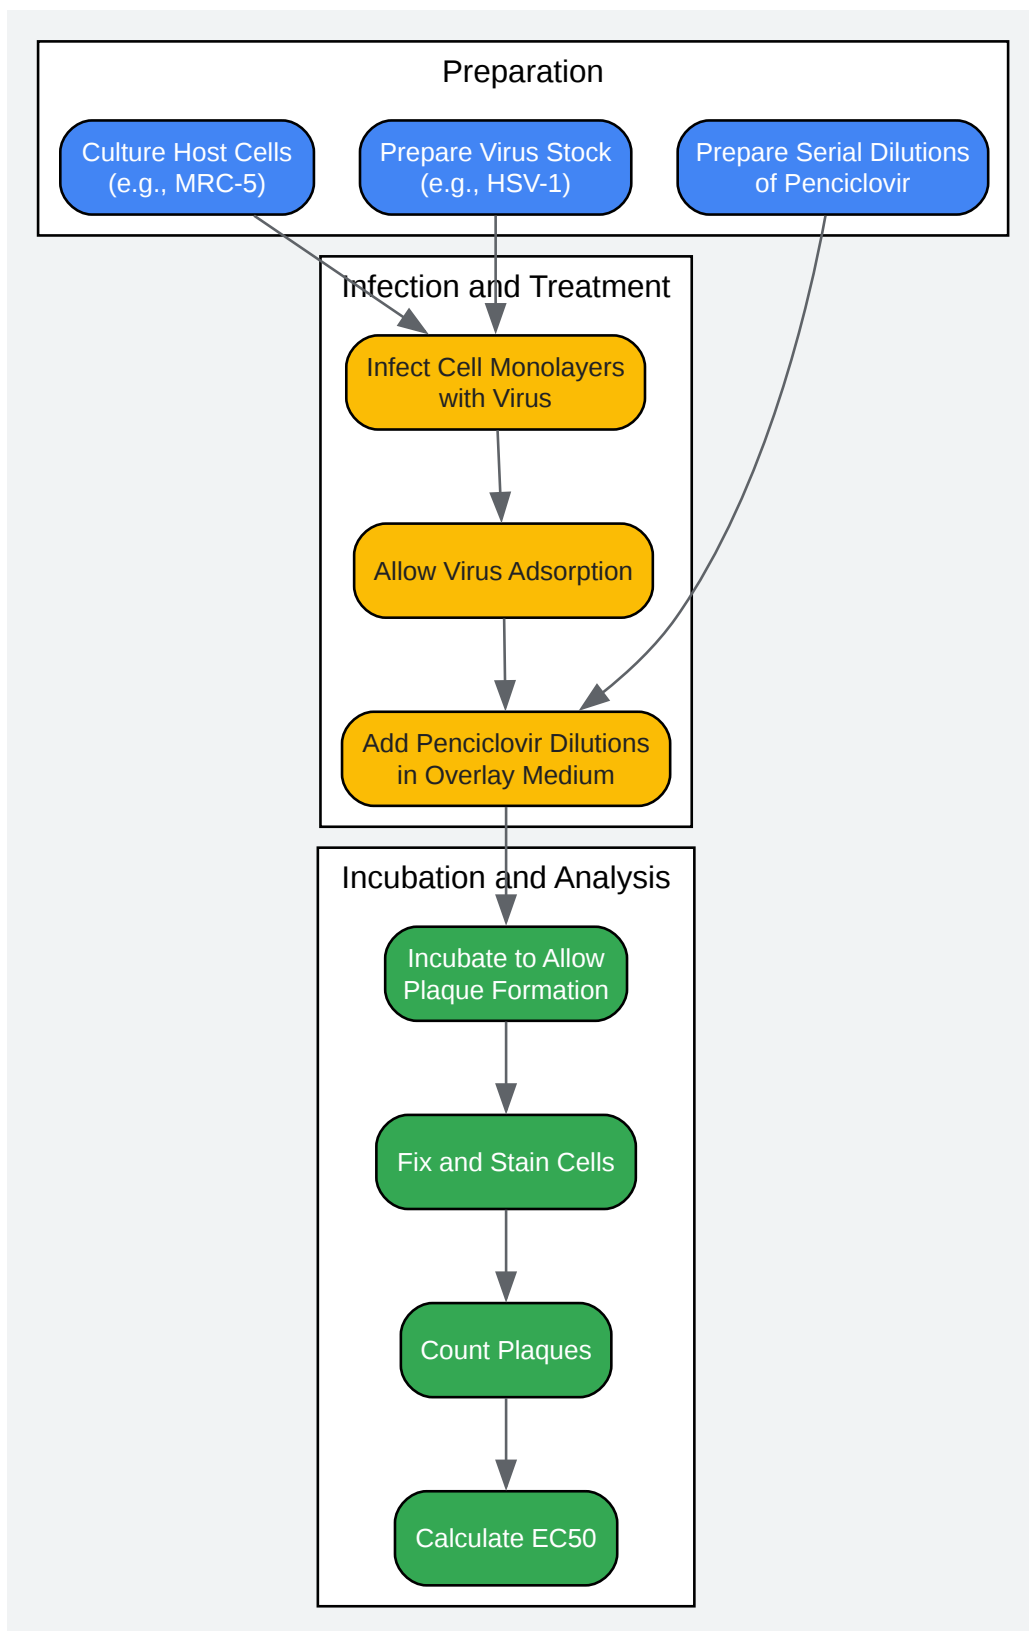 Preparation
Culture Host Cells
(e.g., MRC-5)
Prepare Virus Stock
(e.g., HSV-1)
Prepare Serial Dilutions
of Penciclovir
Infection and Treatment
Infect Cell Monolayers
with Virus
Allow Virus Adsorption
Add Penciclovir Dilutions
in Overlay Medium
Incubation and Analysis
Incubate to Allow
Plaque Formation
Fix and Stain Cells
Count Plaques
Calculate EC50